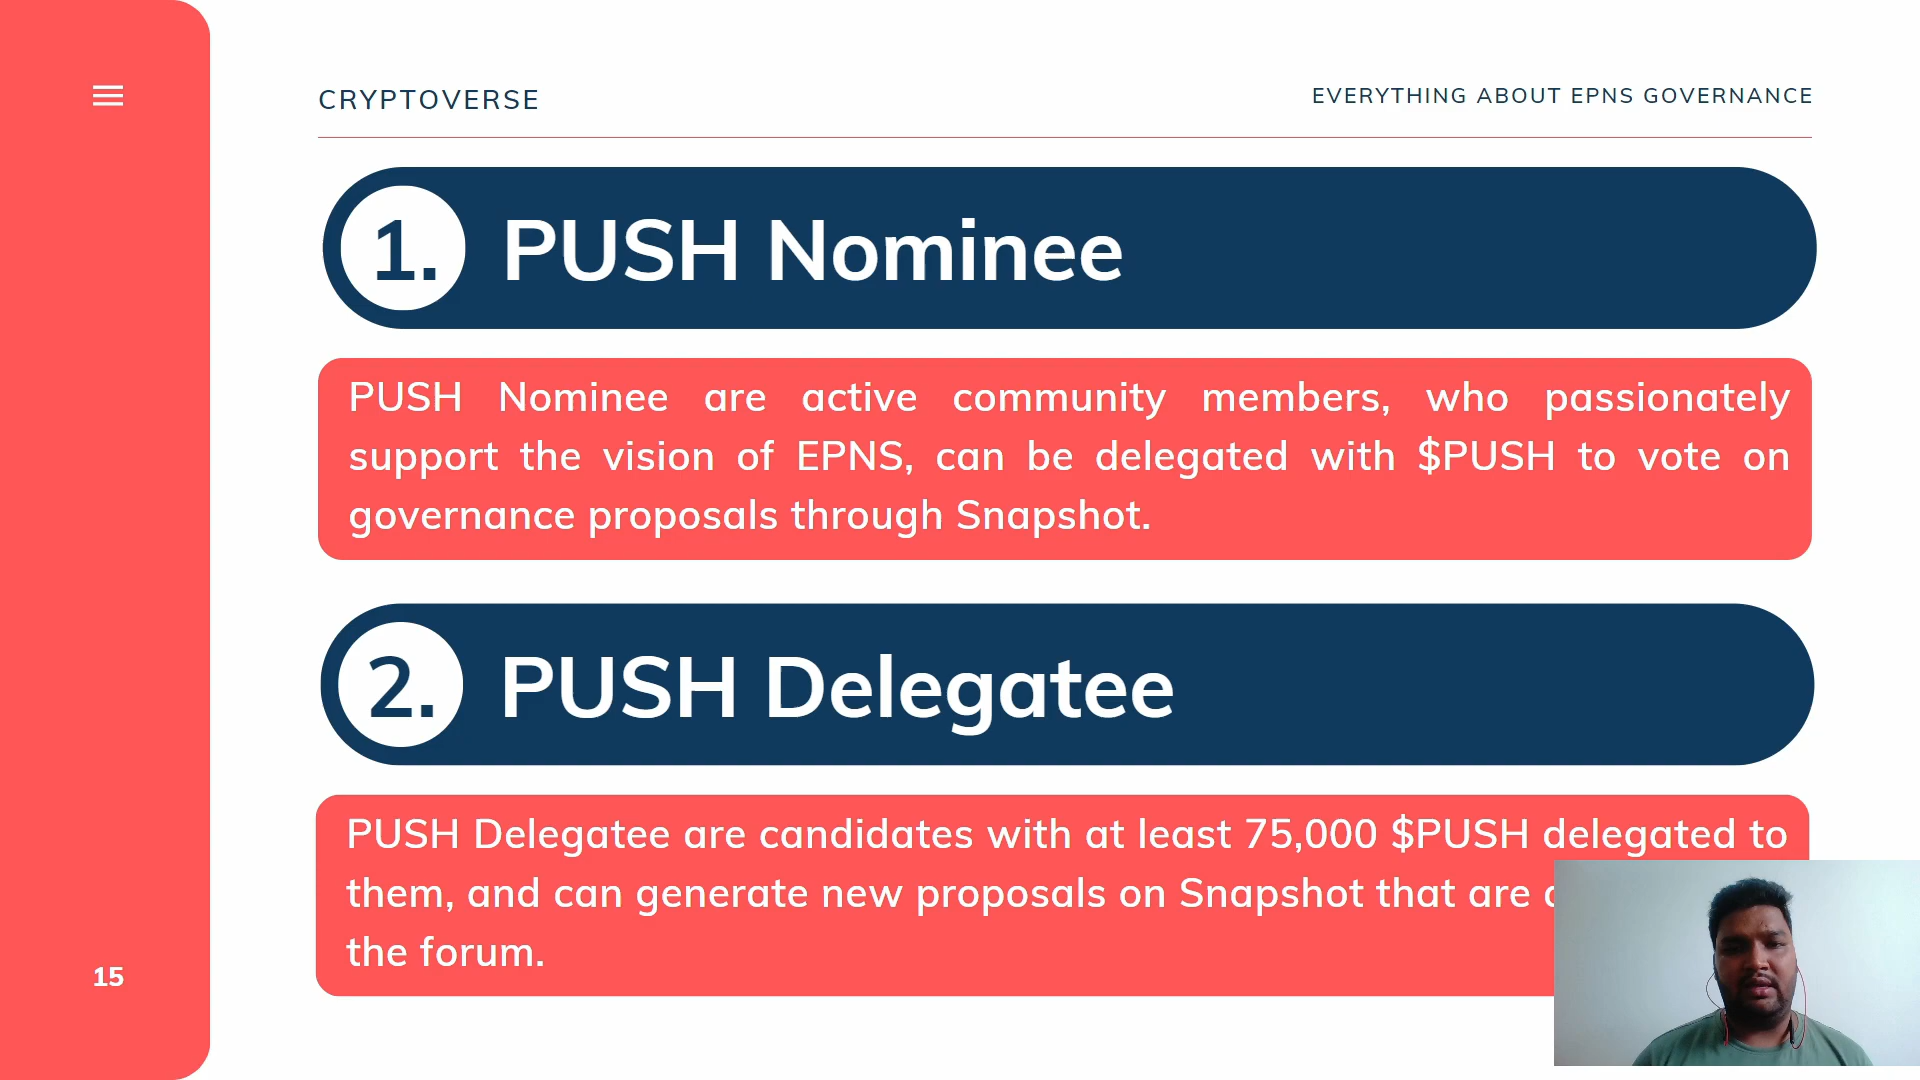 CRYPTOVERSE
EVERYTHING ABOUT EPNS GOVERNANCE
1. PUSH Nominee
PUSH Nominee are active community members, who passionately
support the vision of EPNS, can be delegated with $PUSH to vote on
governance proposals through Snapshot.
2. PUSH Delegatee
PUSH Delegatee are candidates with at least 75,000 $PUSH delegated to
them, and can generate new proposals on Snapshot that are
the forum.
15